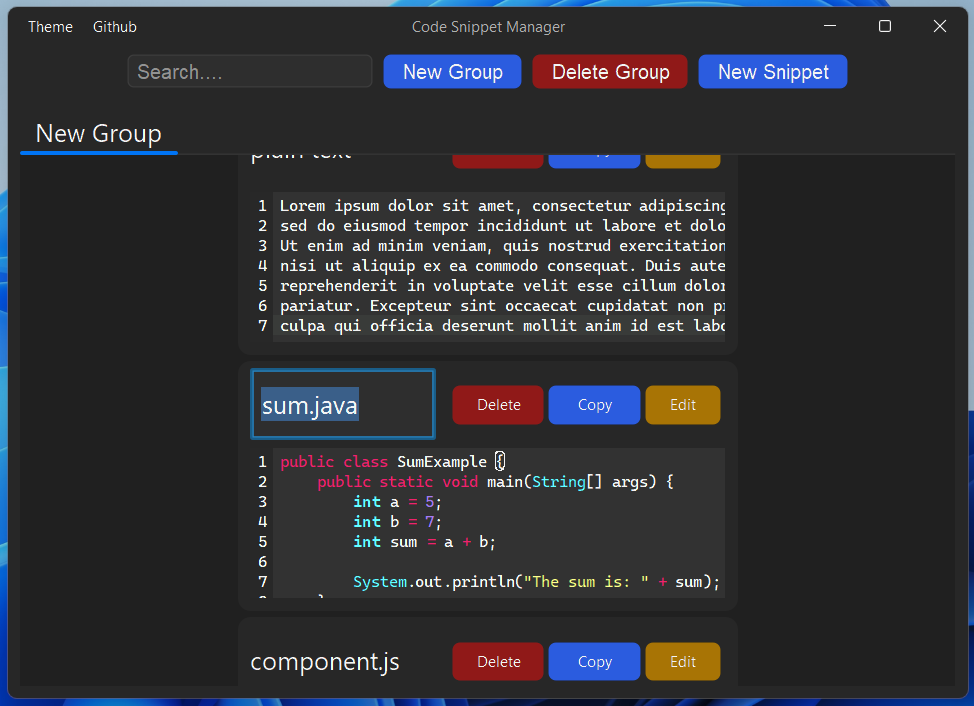 Theme Github Code Snippet Manager
Search.... New Group Delete Group New Snippet
New Group
plain text
1 Lorem ipsum dolor sit amet, consectetur adipiscing
2 sed do eiusmod tempor incididunt ut labore et dolo
3 Ut enim ad minim veniam, quis nostrud exercitation
4 nisi ut aliquip ex ea commodo consequat. Duis aute
5 reprehenderit in voluptate velit esse cillum dolor
6 pariatur. Excepteur sint occaecat cupidatat non pr
7 culpa qui officia deserunt mollit anim id est labo
sum.java Delete Copy Edit
1 public class SumExample {
2 public static void main(String[] args) {
3 int a = 5;
4 int b = 7;
5 int sum = a + b;
6
7 System.out.println("The sum is: " + sum);
component.js Delete Copy Edit